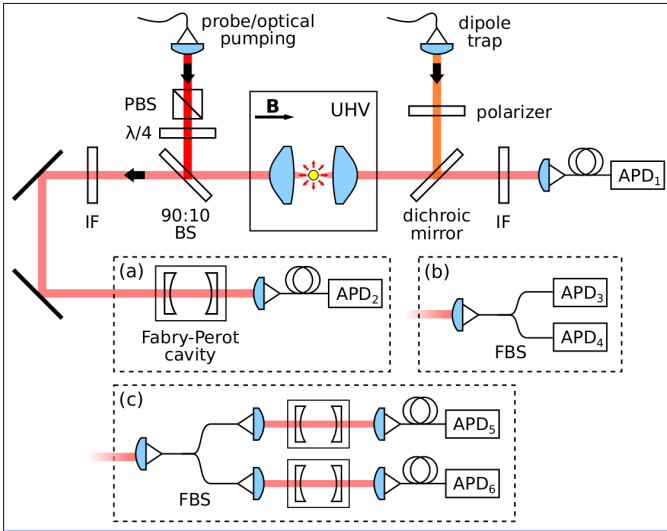 probe/optical
pumping
dipole
trap
PBS
B
UHV
polarizer
λ/4
APD1
IF
90:10
BS
dichroic
mirror
IF
(a)
APD2
Fabry-Perot
cavity
(b)
APD3
APD4
FBS
(c)
APD5
FBS
APD6